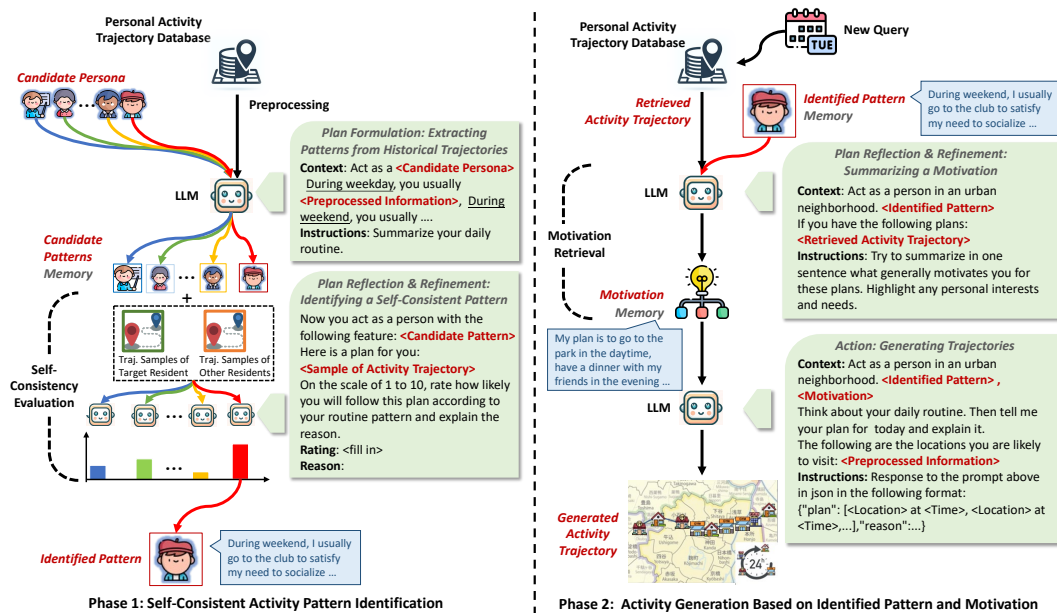 Personal Activity
Trajectory Database
Candidate Persona
Preprocessing
LLM
Plan Formulation: Extracting
Patterns from Historical Trajectories
Context: Act as a <Candidate Persona>
During weekday, you usually
<Preprocessed Information>, During
weekend, you usually ….
Instructions: Summarize your daily
routine.
Candidate
Patterns
Memory
+
Traj. Samples of
Target Resident
Traj. Samples of
Other Residents
Self-
Consistency
Evaluation
Plan Reflection & Refinement:
Identifying a Self-Consistent Pattern
Now you act as a person with the
following feature: <Candidate Pattern>
Here is a plan for you:
<Sample of Activity Trajectory>
On the scale of 1 to 10, rate how likely
you will follow this plan according to
your routine pattern and explain the
reason.
Rating: <fill in>
Reason:
Identified Pattern
During weekend, I usually
go to the club to satisfy
my need to socialize …
Phase 1: Self-Consistent Activity Pattern Identification
Personal Activity
Trajectory Database
TUE
New Query
Retrieved
Activity Trajectory
Identified Pattern
Memory
During weekend, I usually
go to the club to satisfy
my need to socialize …
LLM
Plan Reflection & Refinement:
Summarizing a Motivation
Context: Act as a person in an urban
neighborhood. <Identified Pattern>
If you have the following plans:
<Retrieved Activity Trajectory>
Instructions: Try to summarize in one
sentence what generally motivates you for
these plans. Highlight any personal interests
and needs.
Motivation
Retrieval
Motivation
Memory
My plan is to go to the
park in the daytime,
have a dinner with my
friends in the evening …
LLM
Action: Generating Trajectories
Context: Act as a person in an urban
neighborhood. <Identified Pattern> ,
<Motivation>
Think about your daily routine. Then tell me
your plan for today and explain it.
The following are the locations you are likely
to visit: <Preprocessed Information>
Instructions: Response to the prompt above
in json in the following format:
{"plan": [<Location> at <Time>, <Location> at
<Time>,...],"reason":...}
Generated
Activity
Trajectory
24
Phase 2: Activity Generation Based on Identified Pattern and Motivation